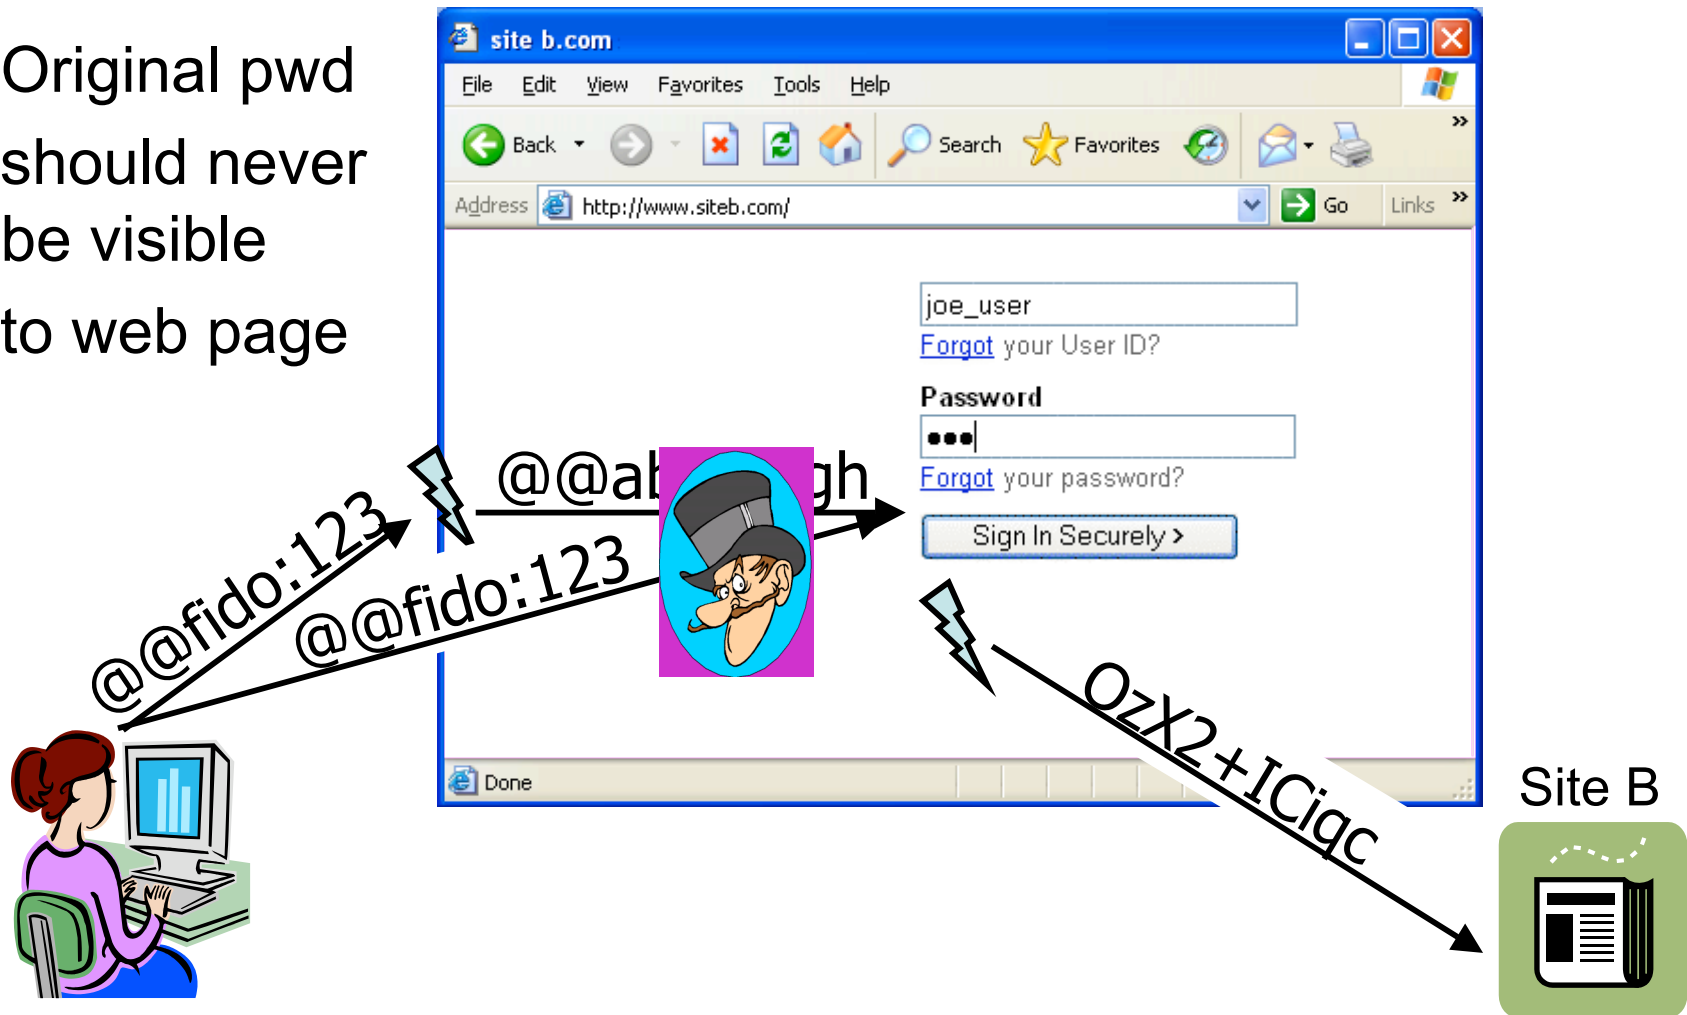 Original pwd
should never
be visible
to web page
site b.com
File Edit View Favorites Tools Help
Back Search Favorites »
Address http://www.siteb.com/ Go Links »
joe_user
Forgot your User ID?
Password
●●●
Forgot your password?
Sign In Securely >
@@ab gh
@@fido:123
@@fido:123
OzX2+ICiqc
Done
Site B